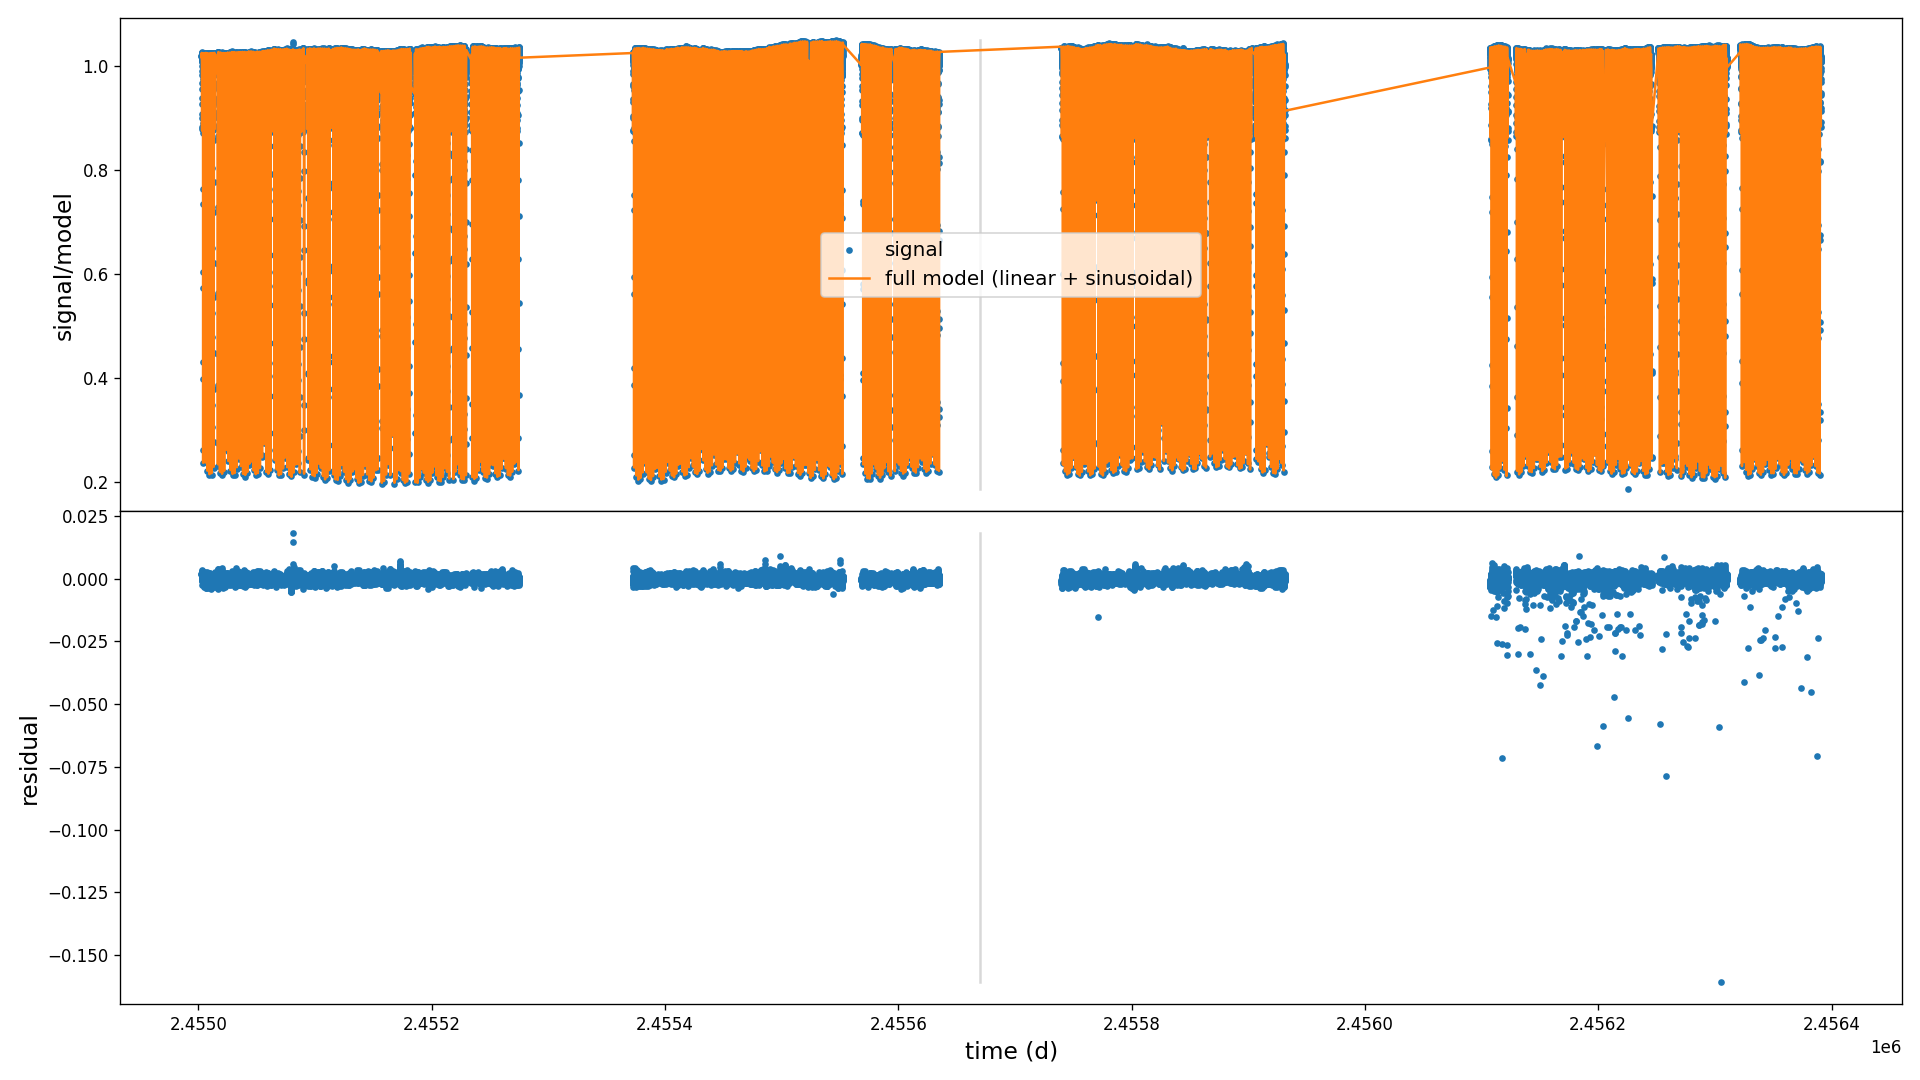 1.0
0.8
0.6
0.4
0.2
signal/model
signal
full model (linear + sinusoidal)
0.025
0.000
−0.025
−0.050
−0.075
−0.100
−0.125
−0.150
residual
2.4550 2.4552 2.4554 2.4556 2.4558 2.4560 2.4562 2.4564
1e6
time (d)